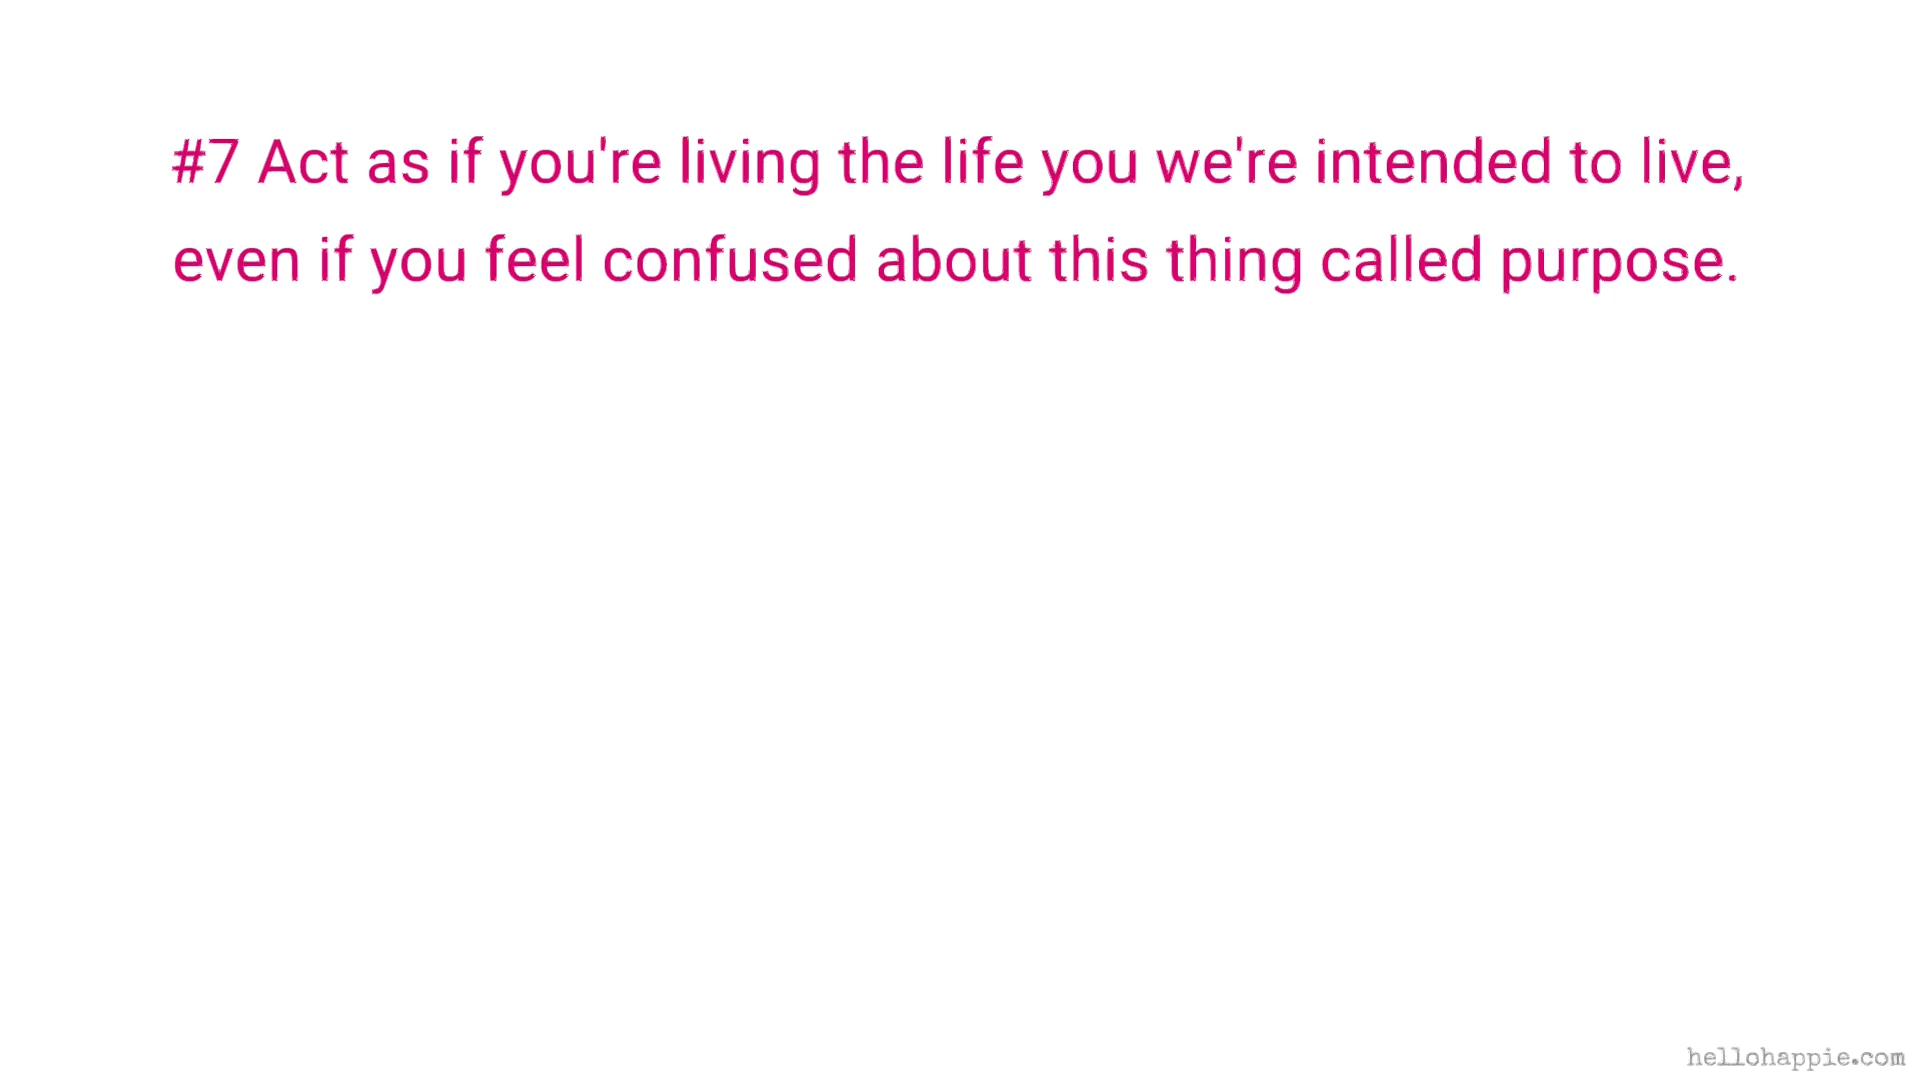 #7 Act as if you're living the life you we're intended to live,
even if you feel confused about this thing called purpose.
hellohappie.com